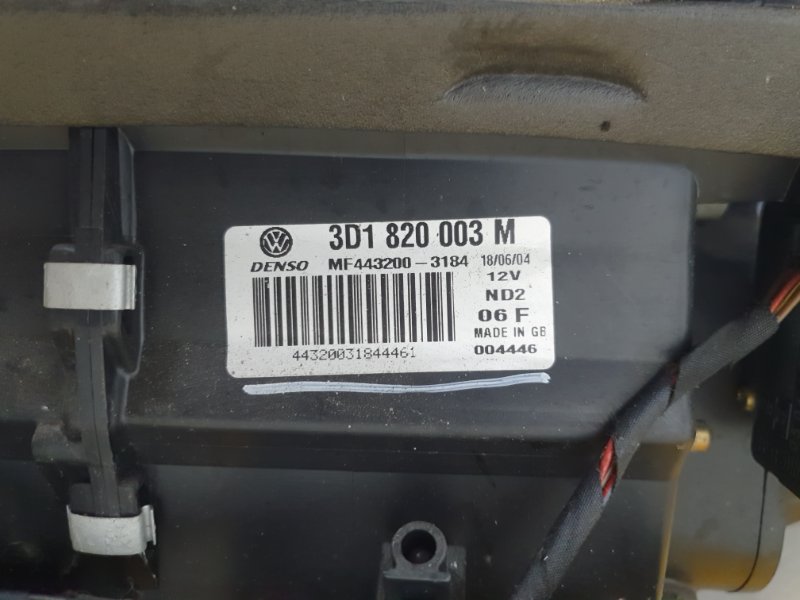 3D1 820 003 M
DENSO MF443200-3184 18/06/04
12V
ND2
06 F
MADE IN GB
44320031844461 004446